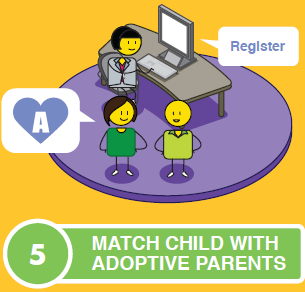 Register
A
5
MATCH CHILD WITH
ADOPTIVE PARENTS